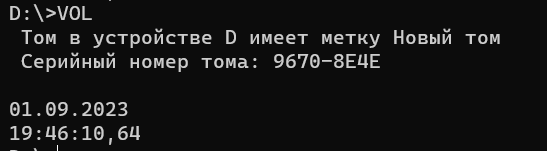 D:\>VOL
Том в устройстве D имеет метку Новый том
Серийный номер тома: 9670-8E4E
01.09.2023
19:46:10,64